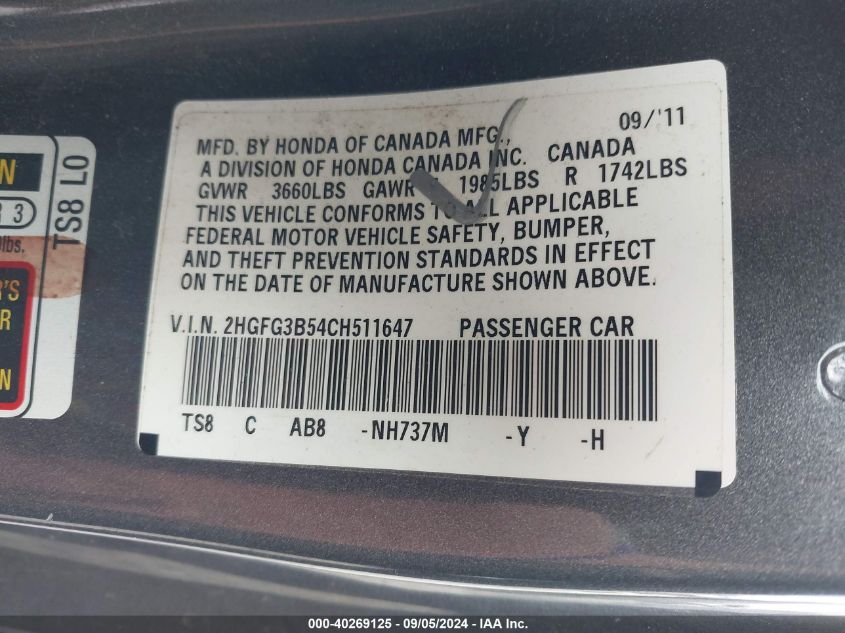 09/'11
MFD. BY HONDA OF CANADA MFG.,
A DIVISION OF HONDA CANADA INC. CANADA
GVWR 3660LBS GAWR 1985LBS R 1742LBS
THIS VEHICLE CONFORMS TO ALL APPLICABLE
FEDERAL MOTOR VEHICLE SAFETY, BUMPER,
AND THEFT PREVENTION STANDARDS IN EFFECT
ON THE DATE OF MANUFACTURE SHOWN ABOVE.
V.I.N. 2HGFG3B54CH511647 PASSENGER CAR
TS8 C AB8 -NH737M -Y -H
TS8 L0
N
3
lbs.
'S
R
N
000-40269125 - 09/05/2024 - IAA Inc.